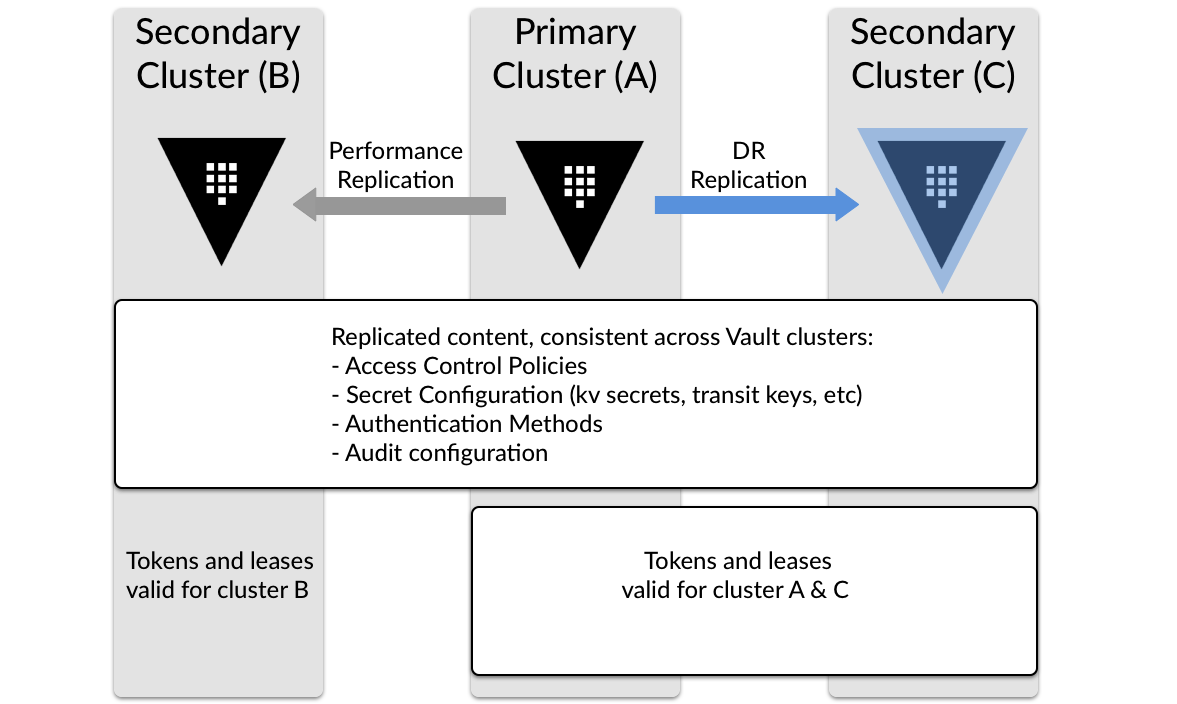 Secondary
Cluster (B)
Primary
Cluster (A)
Secondary
Cluster (C)
Performance
Replication
DR
Replication
Replicated content, consistent across Vault clusters:
- Access Control Policies
- Secret Configuration (kv secrets, transit keys, etc)
- Authentication Methods
- Audit configuration
Tokens and leases
valid for cluster B
Tokens and leases
valid for cluster A & C